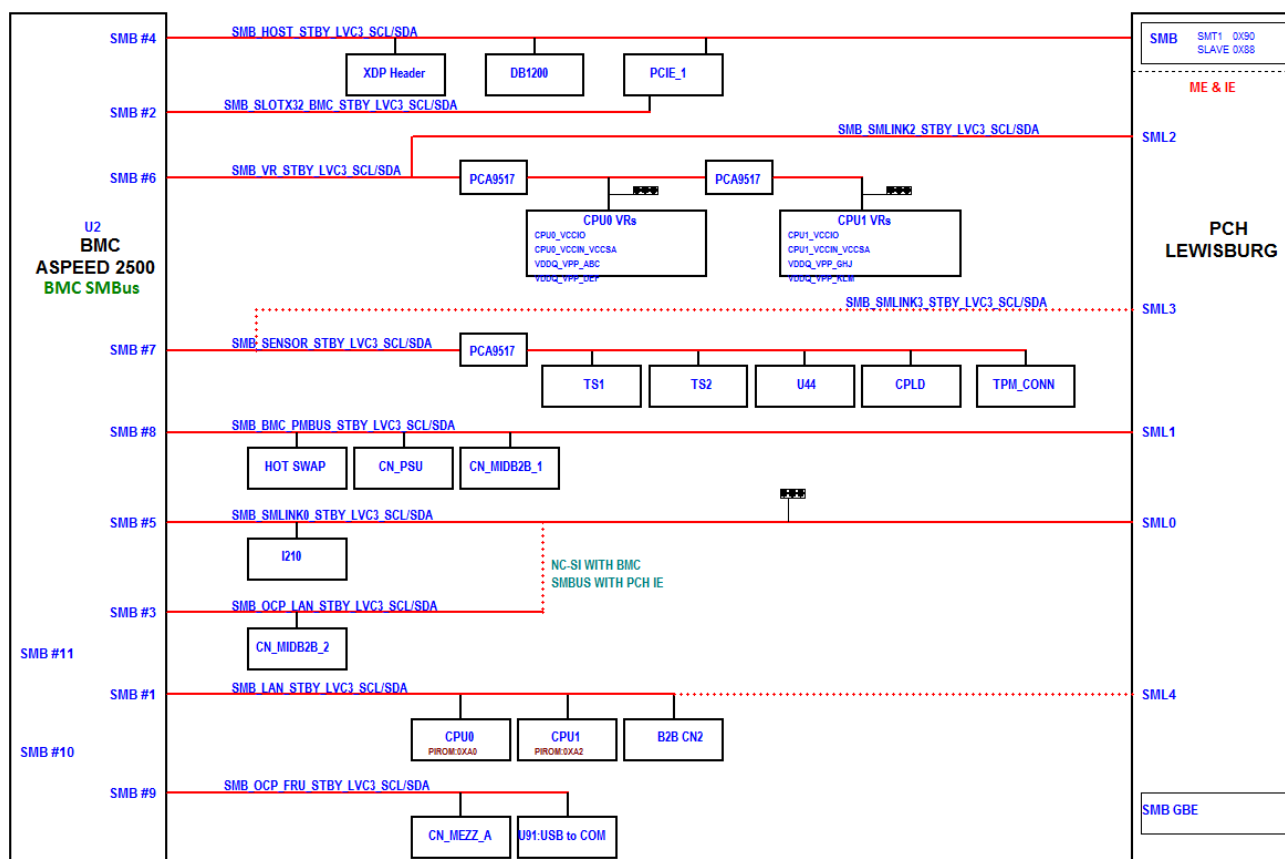 SMB #4
SMB_HOST_STBY_LVC3_SCL/SDA
SMB
SMT1 0X90
SLAVE 0X88
XDP Header
DB1200
PCIE_1
ME & IE
SMB #2
SMB_SLOTX32_BMC_STBY_LVC3_SCL/SDA
SMB_SMLINK2_STBY_LVC3_SCL/SDA
SML2
SMB #6
SMB_VR_STBY_LVC3_SCL/SDA
PCA9517
PCA9517
CPU0 VRs
CPU0_VCCIO
CPU0_VCCIN_VCCSA
VDDQ_VPP_ABC
VDDQ_VPP_DEF
CPU1 VRs
CPU1_VCCIO
CPU1_VCCIN_VCCSA
VDDQ_VPP_GHJ
VDDQ_VPP_KLM
U2
BMC
ASPEED 2500
BMC SMBus
PCH
LEWISBURG
SMB_SMLINK3_STBY_LVC3_SCL/SDA
SML3
SMB #7
SMB_SENSOR_STBY_LVC3_SCL/SDA
PCA9517
TS1
TS2
U44
CPLD
TPM_CONN
SMB #8
SMB_BMC_PMBUS_STBY_LVC3_SCL/SDA
SML1
HOT SWAP
CN_PSU
CN_MIDB2B_1
SMB #5
SMB_SMLINK0_STBY_LVC3_SCL/SDA
SML0
I210
NC-SI WITH BMC
SMBUS WITH PCH IE
SMB #3
SMB_OCP_LAN_STBY_LVC3_SCL/SDA
CN_MIDB2B_2
SMB #11
SMB #1
SMB_LAN_STBY_LVC3_SCL/SDA
SML4
CPU0
PIROM:0XA0
CPU1
PIROM:0XA2
B2B CN2
SMB #10
SMB #9
SMB_OCP_FRU_STBY_LVC3_SCL/SDA
SMB GBE
CN_MEZZ_A
U91:USB to COM